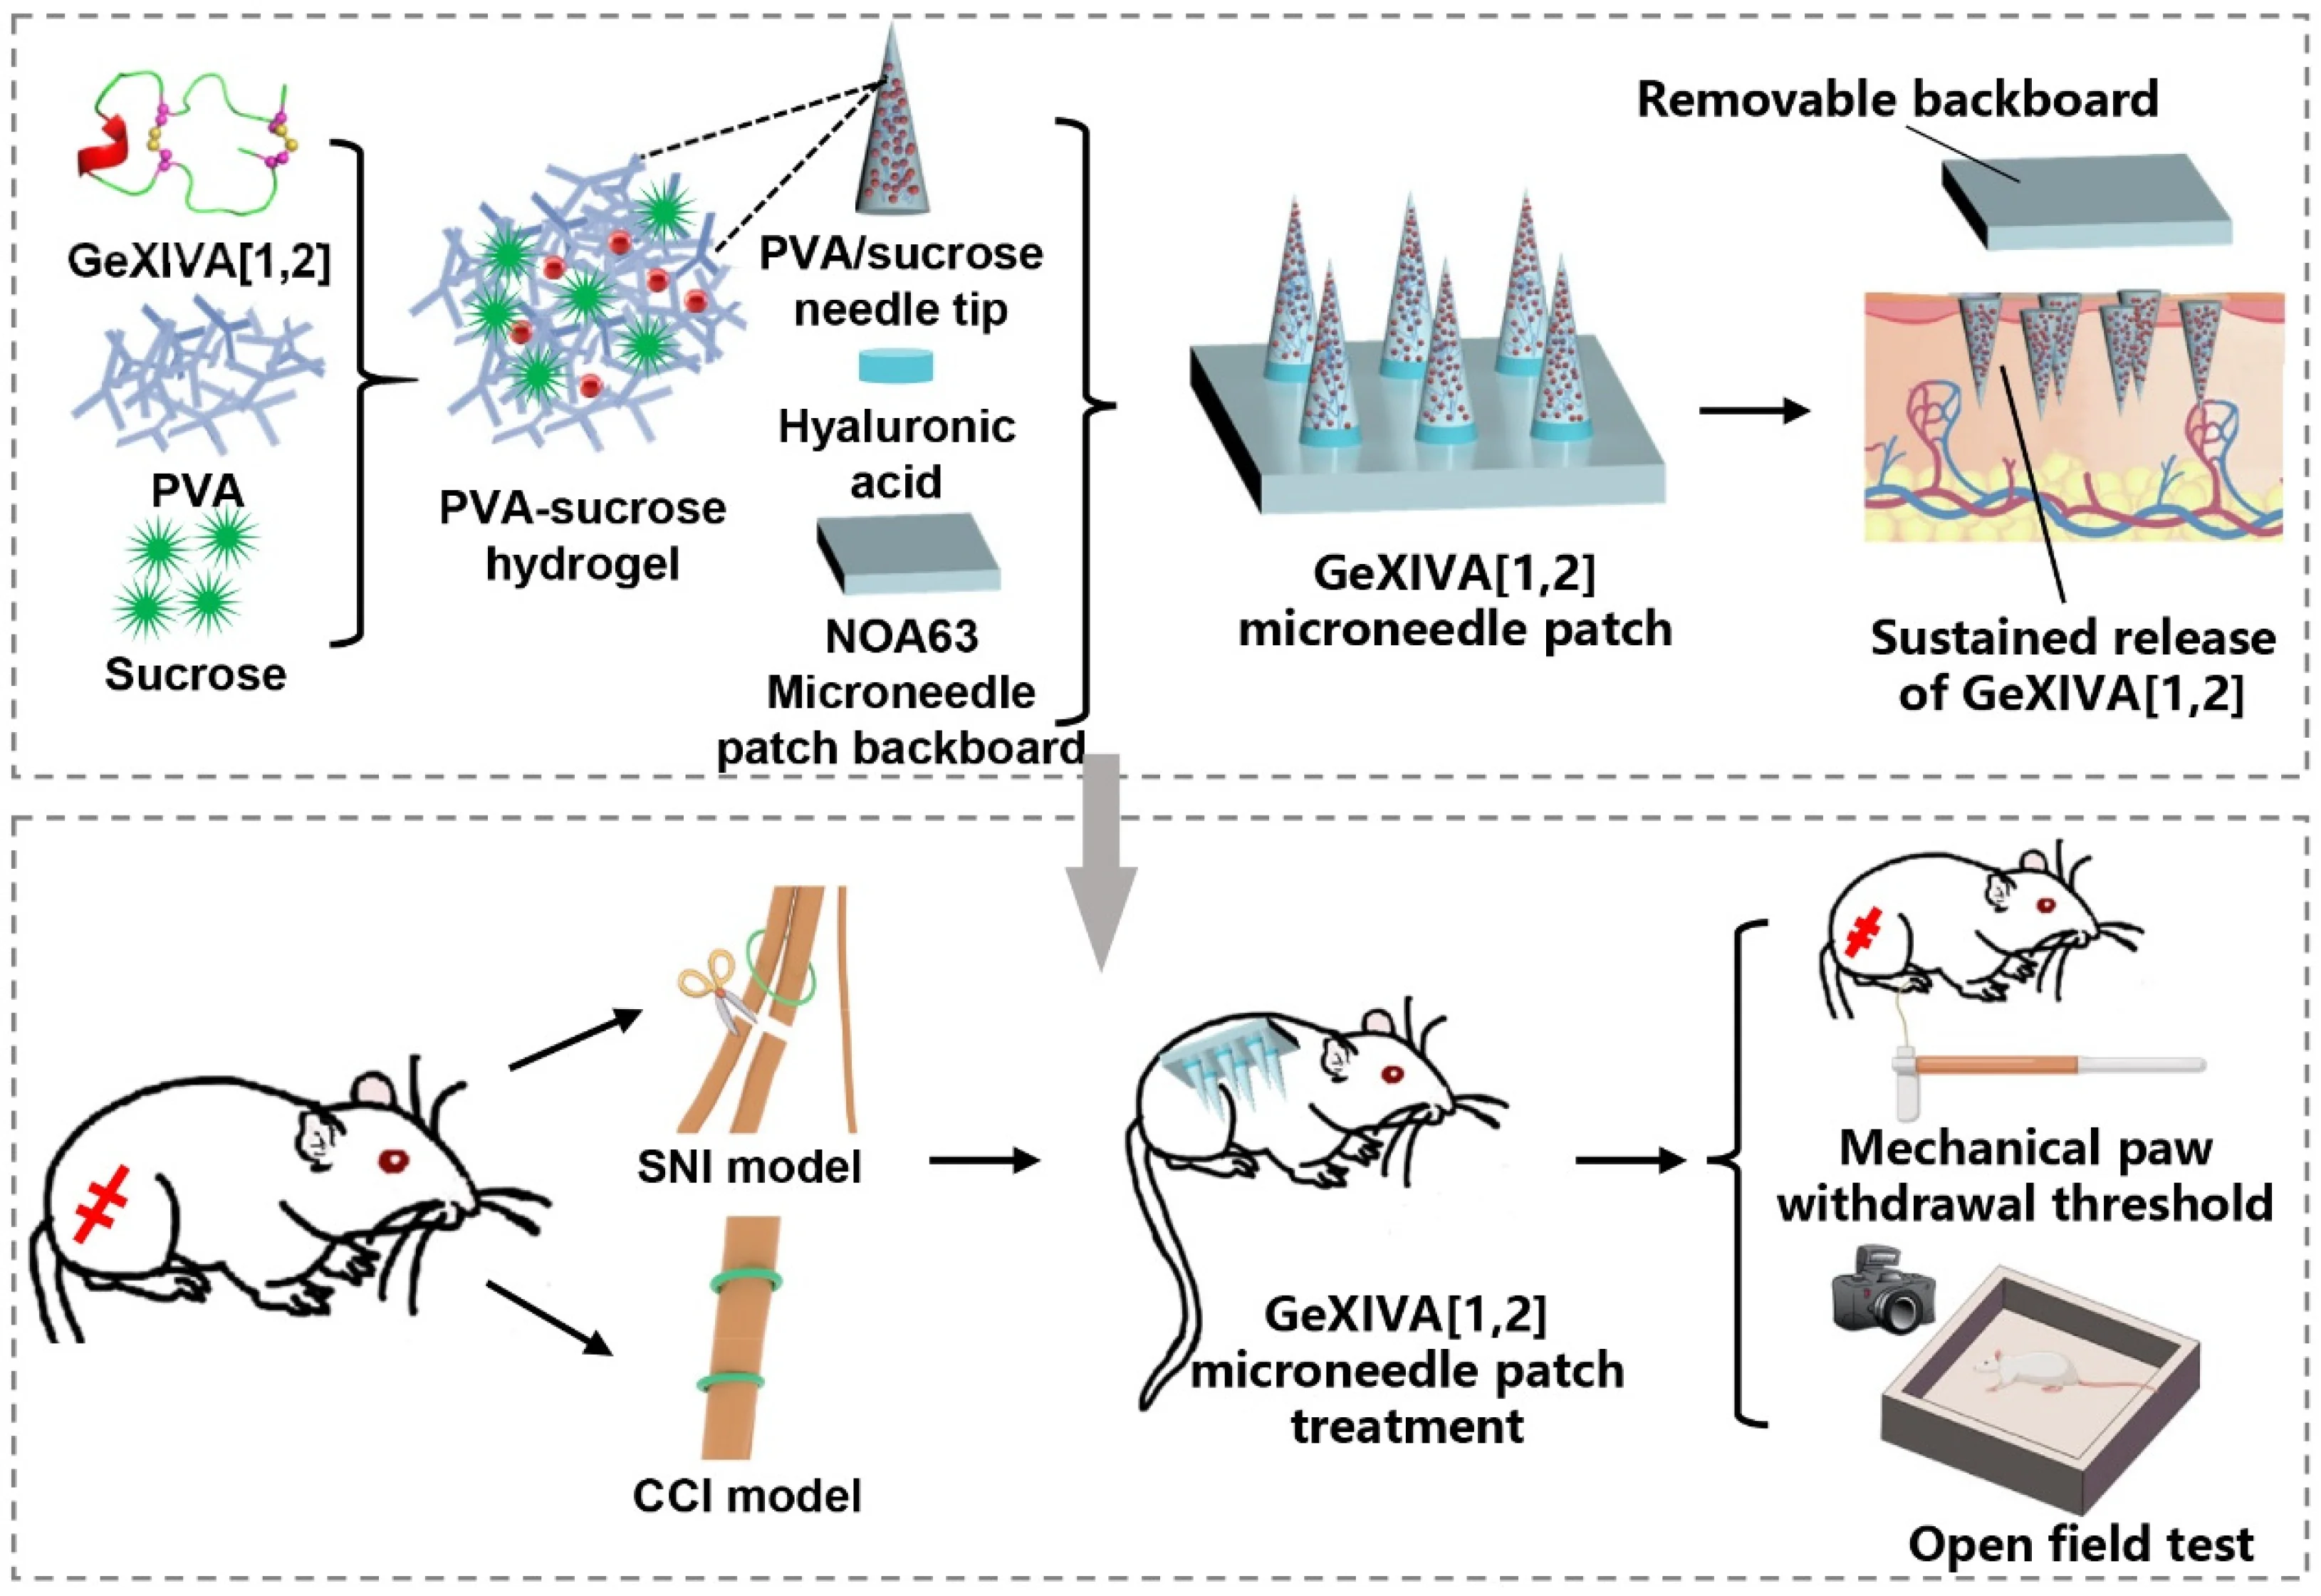 GeXIVA[1,2]
PVA
Sucrose
PVA-sucrose
hydrogel
PVA/sucrose
needle tip
Hyaluronic
acid
NOA63
Microneedle
patch backboard
GeXIVA[1,2]
microneedle patch
Removable backboard
Sustained release
of GeXIVA[1,2]
SNI model
CCI model
GeXIVA[1,2]
microneedle patch
treatment
Mechanical paw
withdrawal threshold
Open field test